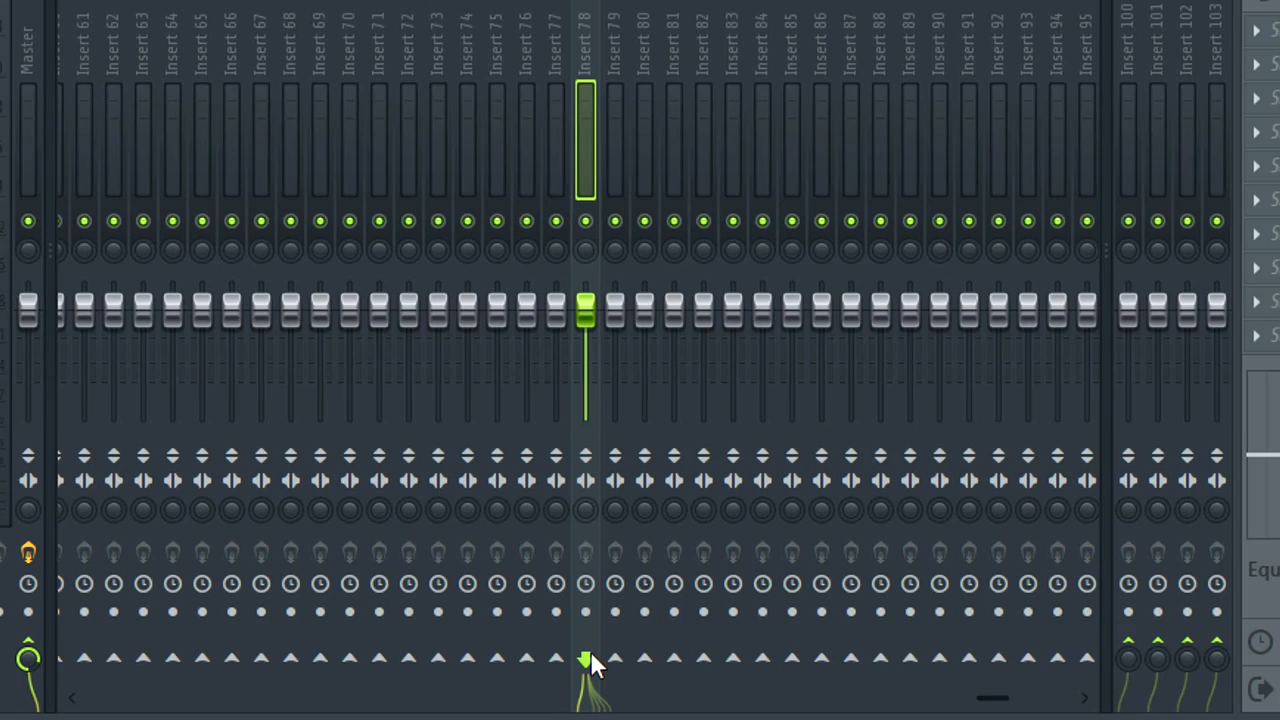 Master
Insert 61
Insert 62
Insert 63
Insert 64
Insert 65
Insert 66
Insert 67
Insert 68
Insert 69
Insert 70
Insert 71
Insert 72
Insert 73
Insert 74
Insert 75
Insert 76
Insert 77
Insert 78
Insert 79
Insert 80
Insert 81
Insert 82
Insert 83
Insert 84
Insert 85
Insert 86
Insert 87
Insert 88
Insert 89
Insert 90
Insert 91
Insert 92
Insert 93
Insert 94
Insert 95
Insert 100
Insert 101
Insert 102
Insert 103
Equ